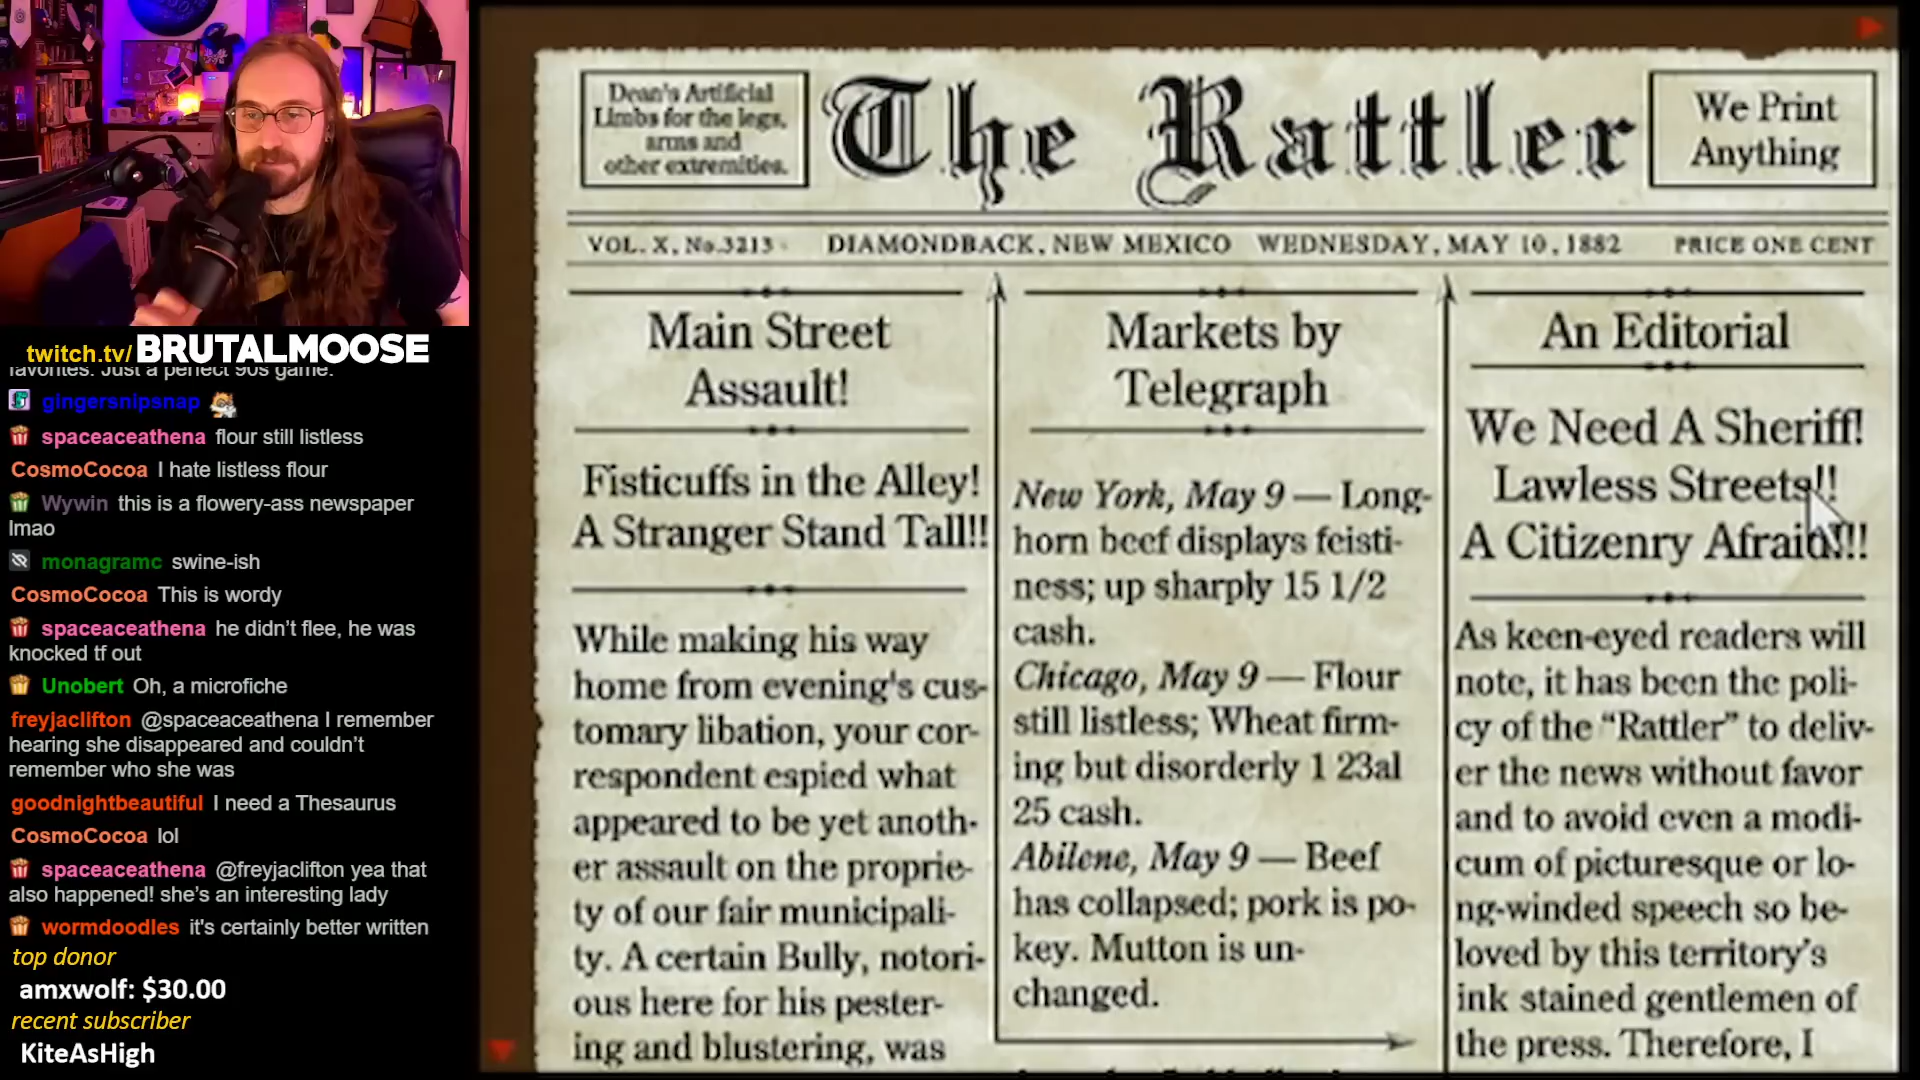 twitch.tv/BRUTALMOOSE
favorites. Just a perfect 90s game.
gingersnipsnap
spaceaceathena flour still listless
CosmoCocoa I hate listless flour
Wywin this is a flowery-ass newspaper
lmao
monagramc swine-ish
CosmoCocoa This is wordy
spaceaceathena he didn't flee, he was
knocked tf out
Unobert Oh, a microfiche
freyjaclifton @spaceaceathena I remember
hearing she disappeared and couldn't
remember who she was
goodnightbeautiful I need a Thesaurus
CosmoCocoa lol
spaceaceathena @freyjaclifton yea that
also happened! she's an interesting lady
wormdoodles it's certainly better written
top donor
amxwolf: $30.00
recent subscriber
KiteAsHigh
Dean's Artificial
Limbs for the legs,
arms and
other extremities.
The Rattler
We Print
Anything
VOL. X, No.3213 DIAMONDBACK, NEW MEXICO WEDNESDAY, MAY 10, 1882 PRICE ONE CENT
Main Street
Assault!
Fisticuffs in the Alley!
A Stranger Stand Tall!!
While making his way
home from evening's cus-
tomary libation, your cor-
respondent espied what
appeared to be yet anoth-
er assault on the proprie-
ty of our fair municipali-
ty. A certain Bully, notori-
ous here for his pester-
ing and blustering, was
Markets by
Telegraph
New York, May 9 — Long-
horn beef displays feisti-
ness; up sharply 15 1/2
cash.
Chicago, May 9 — Flour
still listless; Wheat firm-
ing but disorderly 1 23al
25 cash.
Abilene, May 9 — Beef
has collapsed; pork is po-
key. Mutton is un-
changed.
An Editorial
We Need A Sheriff!
Lawless Streets!!
A Citizenry Afraid!!!
As keen-eyed readers will
note, it has been the poli-
cy of the “Rattler” to deliv-
er the news without favor
and to avoid even a modi-
cum of picturesque or lo-
ng-winded speech so be-
loved by this territory's
ink stained gentlemen of
the press. Therefore, I